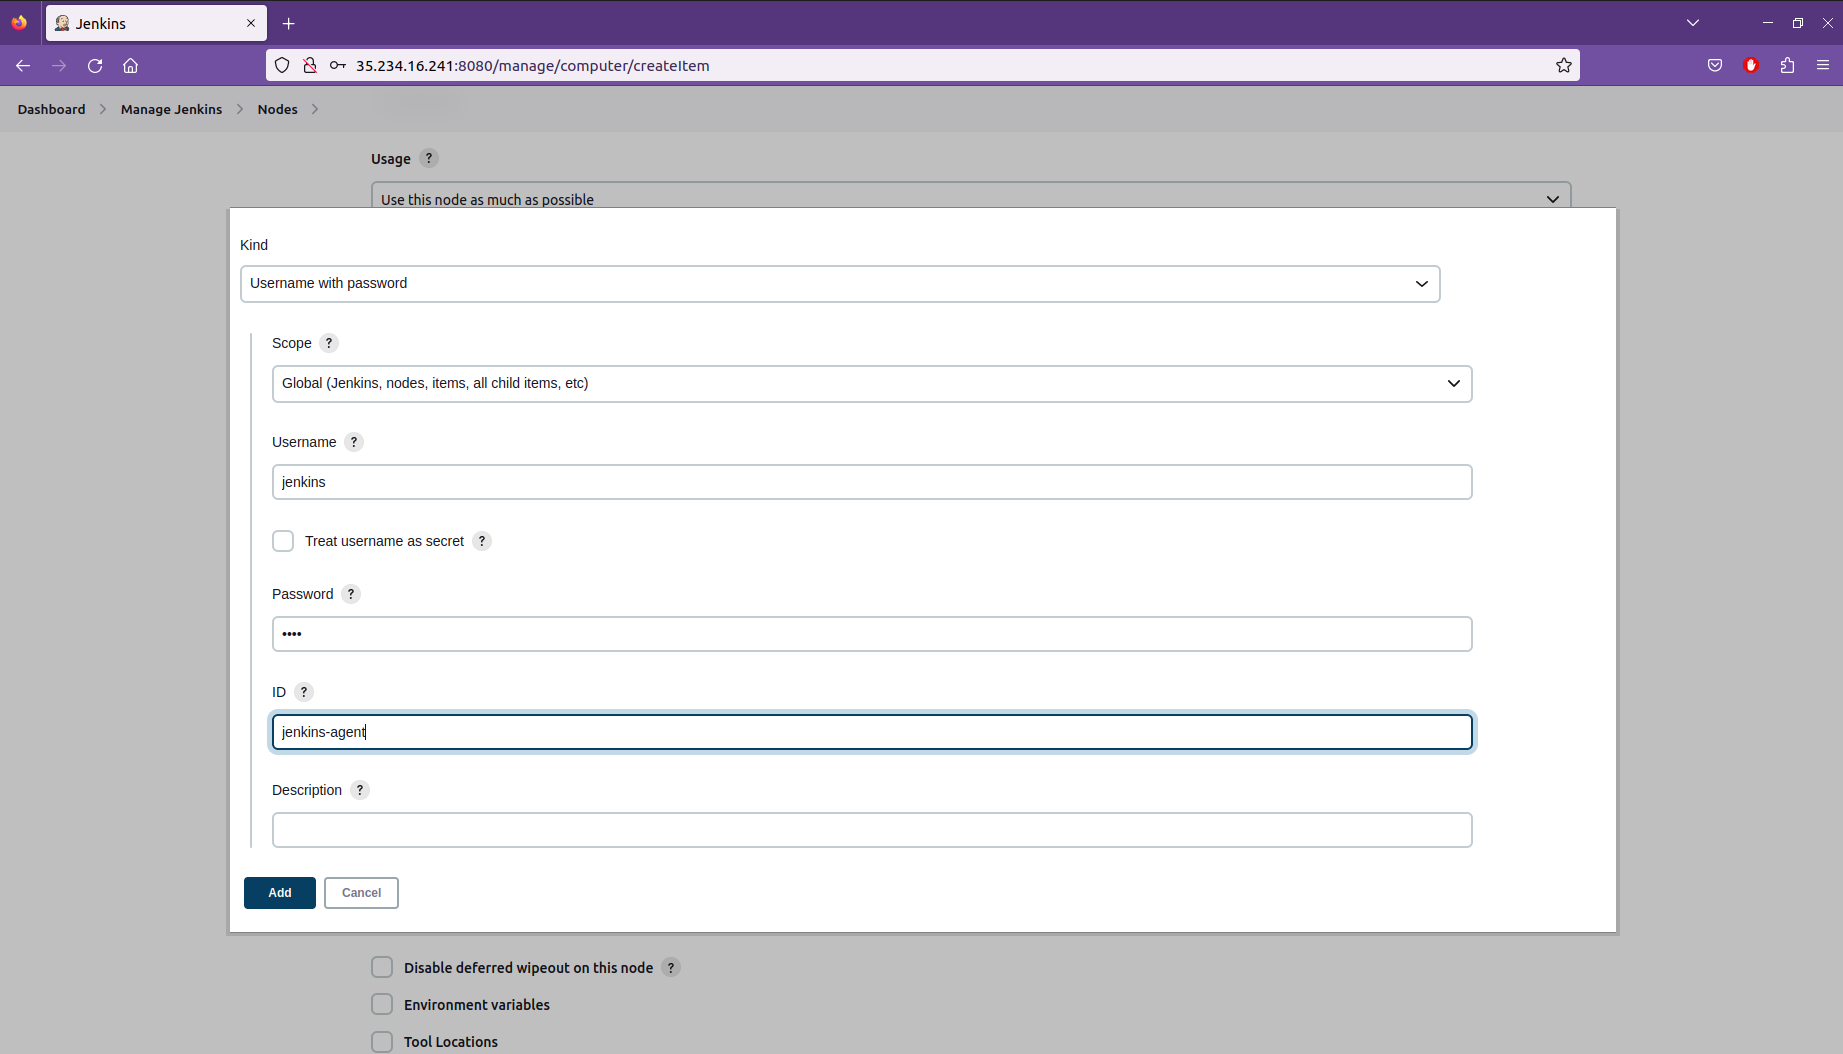 Jenkins
35.234.16.241:8080/manage/computer/createItem
Dashboard Manage Jenkins Nodes
Usage ?
Use this node as much as possible
Kind
Username with password
Scope ?
Global (Jenkins, nodes, items, all child items, etc)
Username ?
jenkins
Treat username as secret ?
Password ?
••••
ID ?
jenkins-agent
Description ?
Add Cancel
Disable deferred wipeout on this node ?
Environment variables
Tool Locations